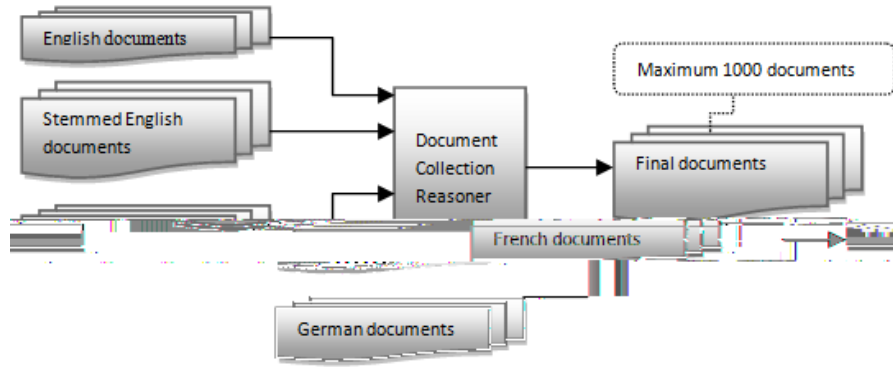 English documents
Maximum 1000 documents
Stemmed English
documents
Document
Collection
Reasoner
Final documents
French documents
German documents